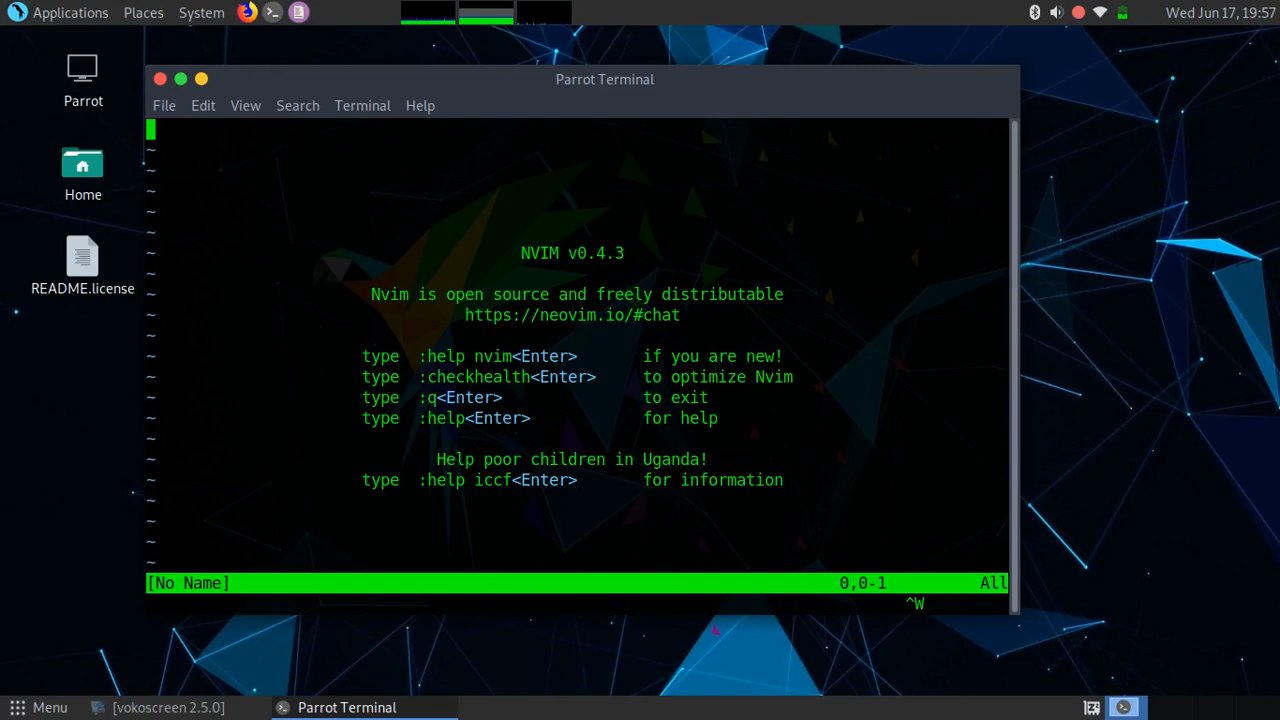 Applications Places System
Wed Jun 17, 19:57
Parrot
Home
README.license
Parrot Terminal
File Edit View Search Terminal Help
~
~
~
~
~
NVIM v0.4.3
~
~ Nvim is open source and freely distributable
~ https://neovim.io/#chat
~
~ type :help nvim<Enter> if you are new!
~ type :checkhealth<Enter> to optimize Nvim
~ type :q<Enter> to exit
~ type :help<Enter> for help
~
~ Help poor children in Uganda!
~ type :help iccf<Enter> for information
~
~
~
~
[No Name] 0,0-1 All
^W
Menu [vokoscreen 2.5.0] Parrot Terminal